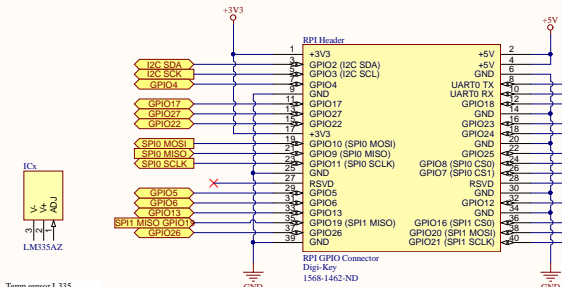 +3V3
+5V
RPI Header
1 +3V3 +5V 2
I2C SDA 3 GPIO2 (I2C SDA) +5V 4
I2C SCK 5 GPIO3 (I2C SCL) GND 6
GPIO4 7 GPIO4 UART0 TX 8
9 GND UART0 RX 10
GPIO17 11 GPIO17 GPIO18 12
GPIO27 13 GPIO27 GND 14
GPIO22 15 GPIO22 GPIO23 16
17 +3V3 GPIO24 18
SPI0 MOSI 19 GPIO10 (SPI0 MOSI) GND 20
SPI0 MISO 21 GPIO9 (SPI0 MISO) GPIO25 22
SPI0 SCLK 23 GPIO11 (SPI0 SCLK) GPIO8 (SPI0 CS0) 24
25 GND GPIO7 (SPI0 CS1) 26
27 RSVD RSVD 28
GPIO5 29 GPIO5 GND 30
GPIO6 31 GPIO6 GPIO12 32
GPIO13 33 GPIO13 GND 34
SPI1 MISO GPIO19 35 GPIO19 (SPI1 MISO) GPIO16 (SPI1 CS0) 36
GPIO26 37 GPIO26 GPIO20 (SPI1 MOSI) 38
39 GND GPIO21 (SPI1 SCLK) 40
RPI GPIO Connector
Digi-Key
1568-1462-ND
GND
GND
ICx
V-
V+
ADJ
3 2 1
LM335AZ
Temp sensor L335